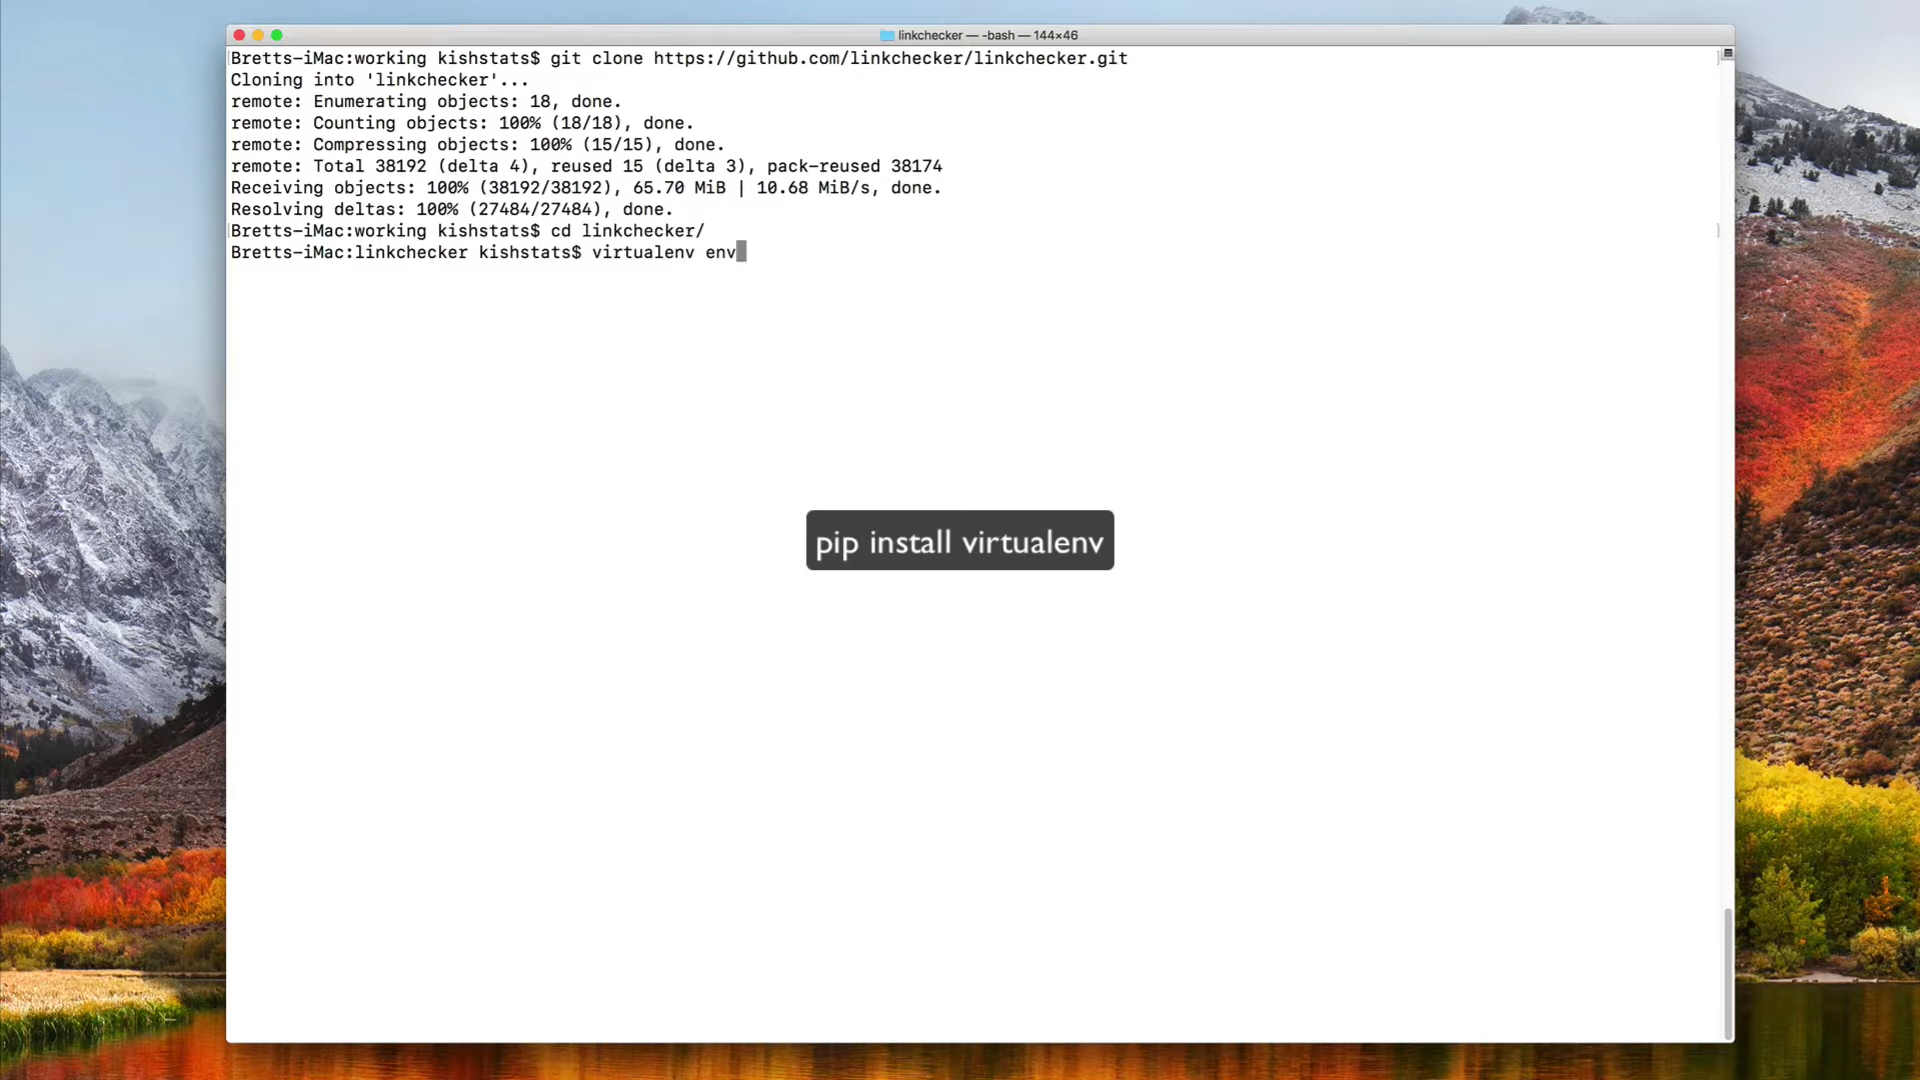 linkchecker — -bash — 144×46
Bretts-iMac:working kishstats$ git clone https://github.com/linkchecker/linkchecker.git
Cloning into 'linkchecker'...
remote: Enumerating objects: 18, done.
remote: Counting objects: 100% (18/18), done.
remote: Compressing objects: 100% (15/15), done.
remote: Total 38192 (delta 4), reused 15 (delta 3), pack-reused 38174
Receiving objects: 100% (38192/38192), 65.70 MiB | 10.68 MiB/s, done.
Resolving deltas: 100% (27484/27484), done.
Bretts-iMac:working kishstats$ cd linkchecker/
Bretts-iMac:linkchecker kishstats$ virtualenv env
pip install virtualenv